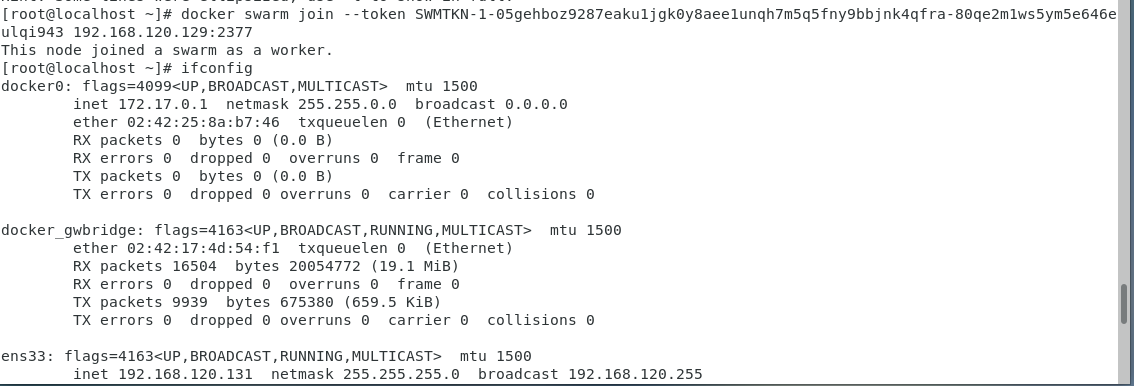 [root@localhost ~]# docker swarm join --token SWMTKN-1-05gehboz9287eaku1jgk0y8aee1unqh7m5q5fny9bbjnk4qfra-80qe2m1ws5ym5e646e
ulqi943 192.168.120.129:2377
This node joined a swarm as a worker.
[root@localhost ~]# ifconfig
docker0: flags=4099<UP,BROADCAST,MULTICAST>  mtu 1500
        inet 172.17.0.1  netmask 255.255.0.0  broadcast 0.0.0.0
        ether 02:42:25:8a:b7:46  txqueuelen 0  (Ethernet)
        RX packets 0  bytes 0 (0.0 B)
        RX errors 0  dropped 0  overruns 0  frame 0
        TX packets 0  bytes 0 (0.0 B)
        TX errors 0  dropped 0 overruns 0  carrier 0  collisions 0

docker_gwbridge: flags=4163<UP,BROADCAST,RUNNING,MULTICAST>  mtu 1500
        ether 02:42:17:4d:54:f1  txqueuelen 0  (Ethernet)
        RX packets 16504  bytes 20054772 (19.1 MiB)
        RX errors 0  dropped 0  overruns 0  frame 0
        TX packets 9939  bytes 675380 (659.5 KiB)
        TX errors 0  dropped 0 overruns 0  carrier 0  collisions 0

ens33: flags=4163<UP,BROADCAST,RUNNING,MULTICAST>  mtu 1500
        inet 192.168.120.131  netmask 255.255.255.0  broadcast 192.168.120.255